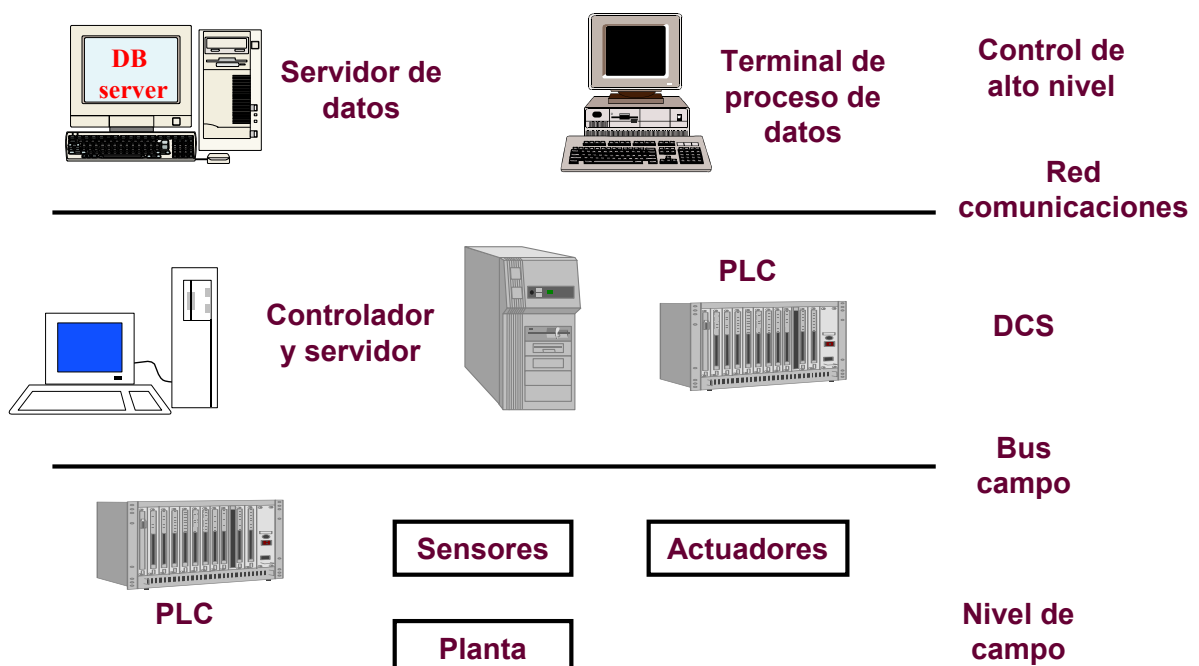 DB
server
Servidor de
datos
Terminal de
proceso de
datos
Control de
alto nivel
Red
comunicaciones
Controlador
y servidor
PLC
DCS
Bus
campo
PLC
Sensores
Actuadores
Planta
Nivel de
campo